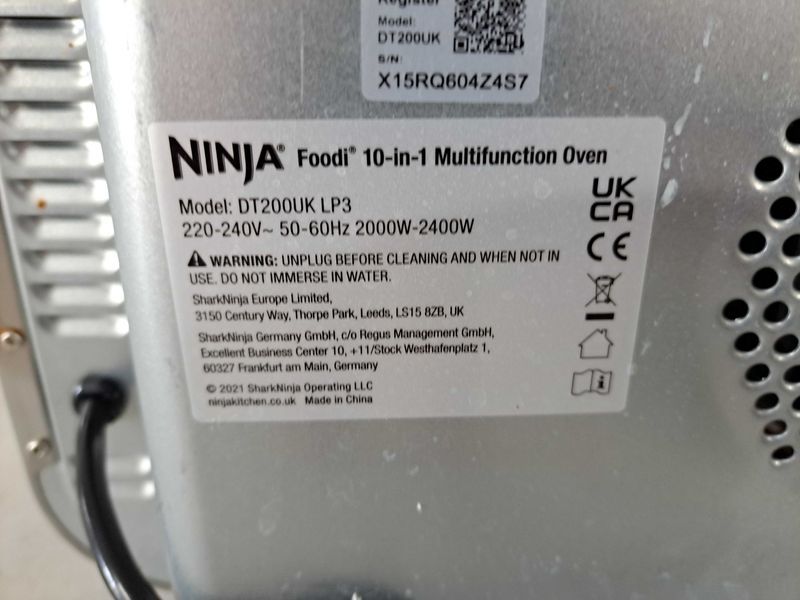 Register
Model:
DT200UK
S/N:
X15RQ604Z4S7
NINJA® Foodi® 10-in-1 Multifunction Oven
Model: DT200UK LP3
220-240V~ 50-60Hz 2000W-2400W
UK
CA
CE
WARNING: UNPLUG BEFORE CLEANING AND WHEN NOT IN
USE. DO NOT IMMERSE IN WATER.
SharkNinja Europe Limited,
3150 Century Way, Thorpe Park, Leeds, LS15 8ZB, UK
SharkNinja Germany GmbH, c/o Regus Management GmbH,
Excellent Business Center 10, +11/Stock Westhafenplatz 1,
60327 Frankfurt am Main, Germany
© 2021 SharkNinja Operating LLC
ninjakitchen.co.uk Made in China